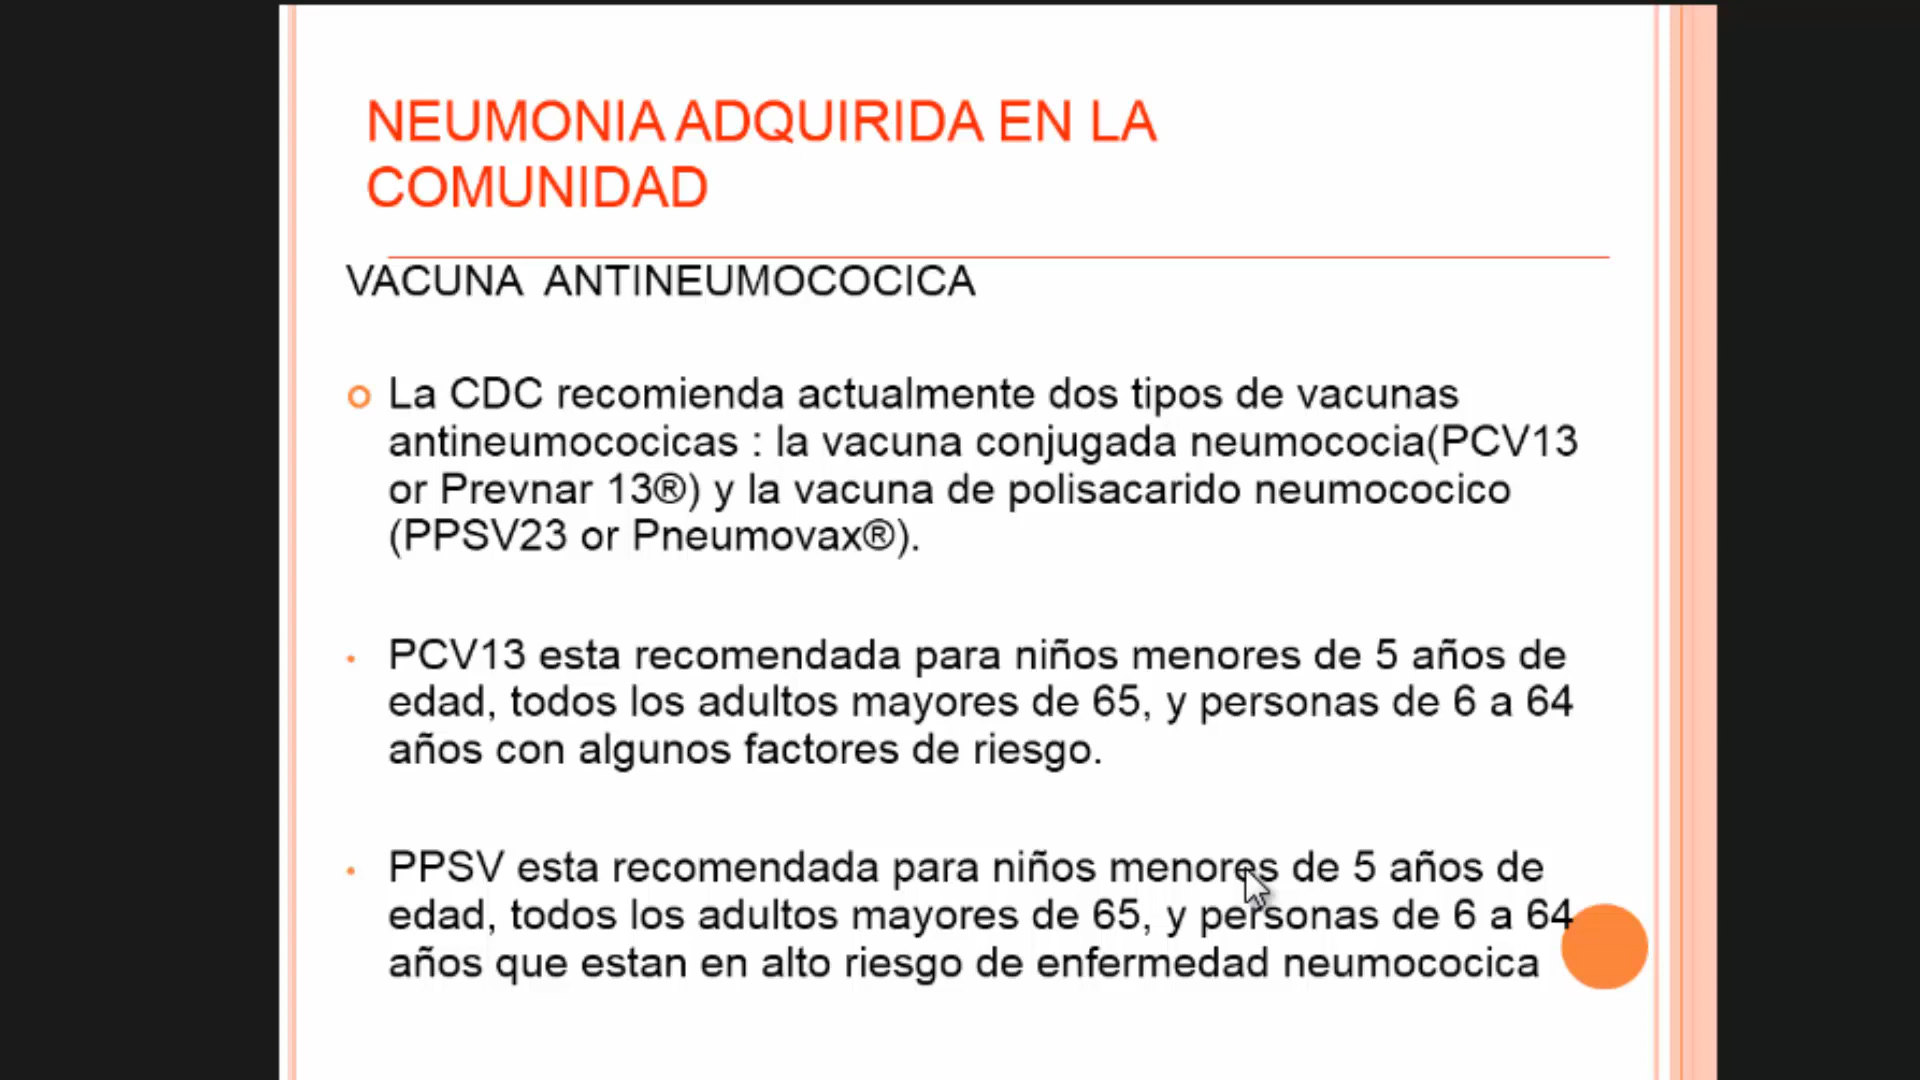 NEUMONIA ADQUIRIDA EN LA
COMUNIDAD
VACUNA ANTINEUMOCOCICA
La CDC recomienda actualmente dos tipos de vacunas
antineumococicas : la vacuna conjugada neumococia(PCV13
or Prevnar 13®) y la vacuna de polisacarido neumococico
(PPSV23 or Pneumovax®).
PCV13 esta recomendada para niños menores de 5 años de
edad, todos los adultos mayores de 65, y personas de 6 a 64
años con algunos factores de riesgo.
PPSV esta recomendada para niños menores de 5 años de
edad, todos los adultos mayores de 65, y personas de 6 a 64
años que estan en alto riesgo de enfermedad neumococica